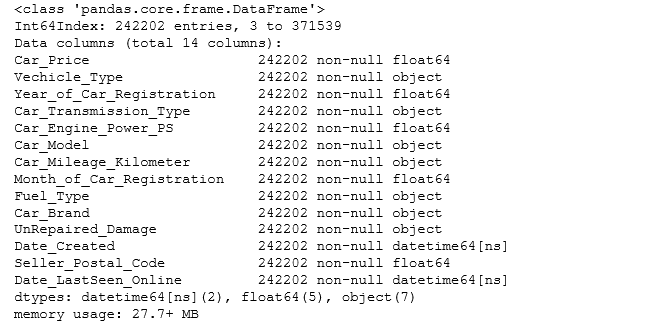 <class 'pandas.core.frame.DataFrame'>
Int64Index: 242202 entries, 3 to 371539
Data columns (total 14 columns):
Car_Price                    242202 non-null float64
Vechicle_Type                242202 non-null object
Year_of_Car_Registration     242202 non-null float64
Car_Transmission_Type        242202 non-null object
Car_Engine_Power_PS          242202 non-null float64
Car_Model                    242202 non-null object
Car_Mileage_Kilometer        242202 non-null object
Month_of_Car_Registration    242202 non-null float64
Fuel_Type                    242202 non-null object
Car_Brand                    242202 non-null object
UnRepaired_Damage            242202 non-null object
Date_Created                 242202 non-null datetime64[ns]
Seller_Postal_Code           242202 non-null float64
Date_LastSeen_Online         242202 non-null datetime64[ns]
dtypes: datetime64[ns](2), float64(5), object(7)
memory usage: 27.7+ MB